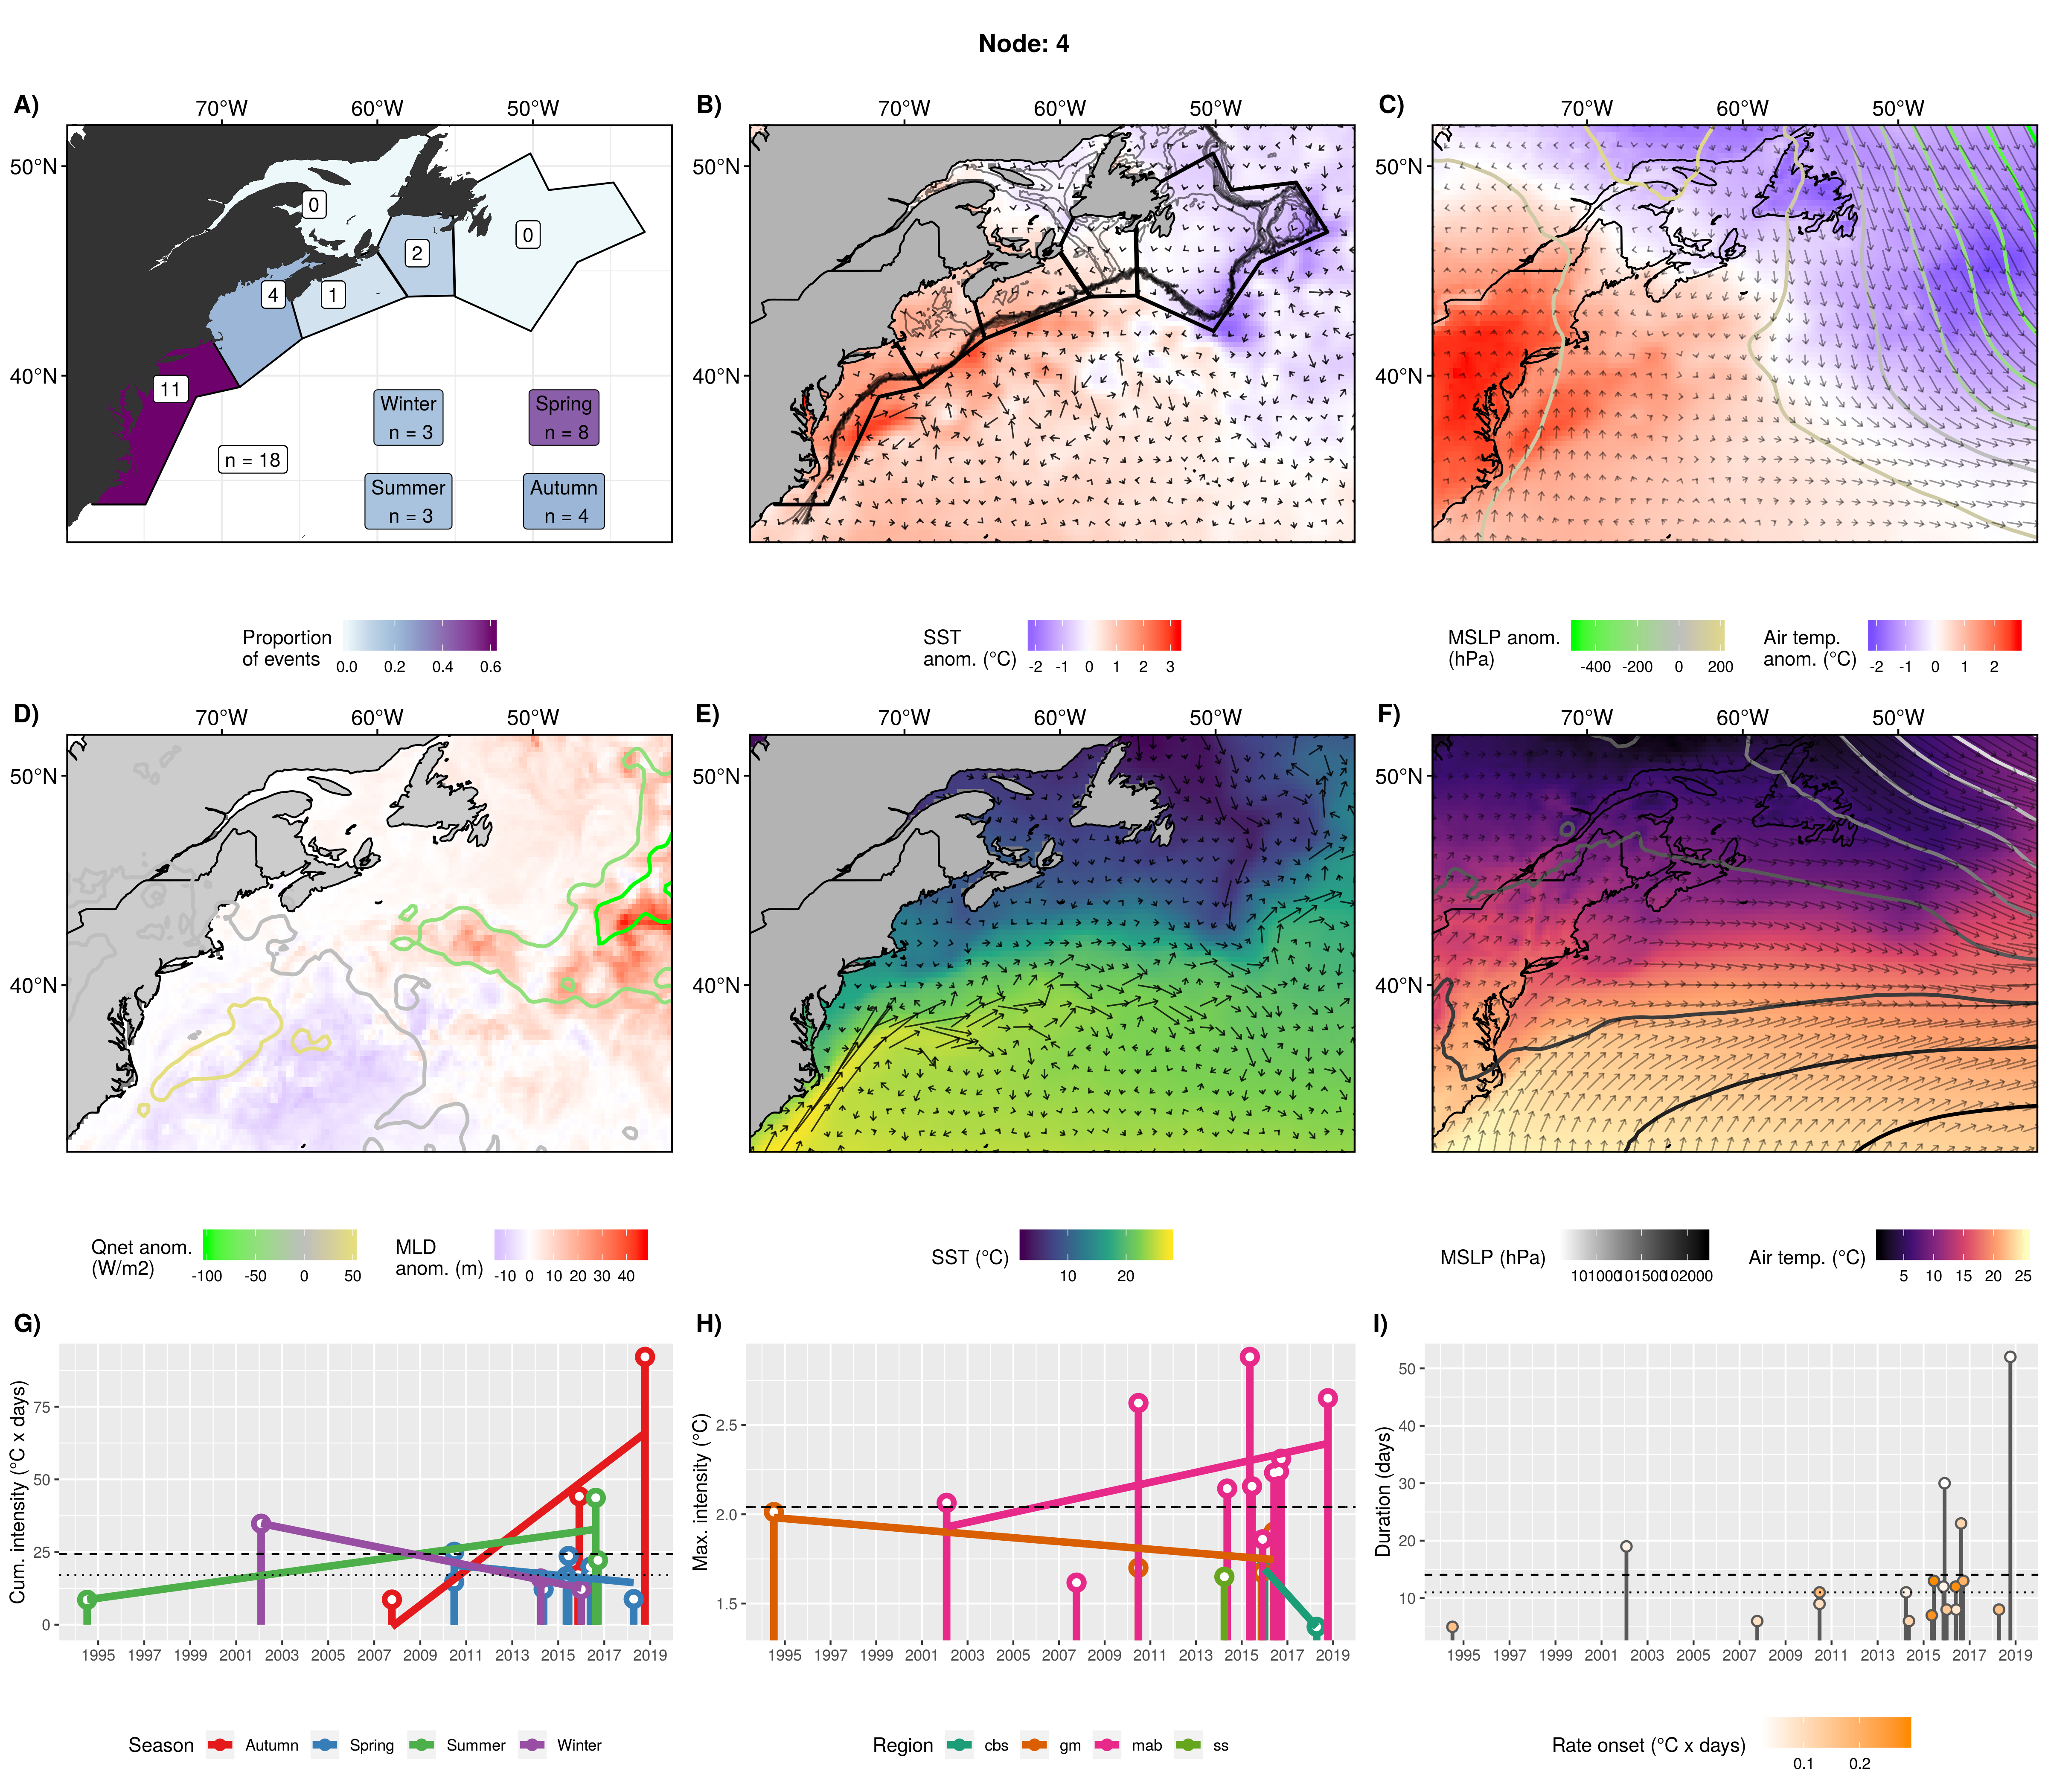 Node: 4
A)
70°W 60°W 50°W
50°N
40°N
0
0
2
4
1
11
n = 18
Winter
n = 3
Spring
n = 8
Summer
n = 3
Autumn
n = 4
Proportion
of events
0.0 0.2 0.4 0.6
B)
70°W 60°W 50°W
50°N
40°N
SST
anom. (°C)
-2 -1 0 1 2 3
C)
70°W 60°W 50°W
50°N
40°N
MSLP anom.
(hPa)
-400 -200 0 200
Air temp.
anom. (°C)
-2 -1 0 1 2
D)
70°W 60°W 50°W
50°N
40°N
Qnet anom.
(W/m2)
-100 -50 0 50
MLD
anom. (m)
-10 0 10 20 30 40
E)
70°W 60°W 50°W
50°N
40°N
SST (°C)
10 20
F)
70°W 60°W 50°W
50°N
40°N
MSLP (hPa)
101000 101500 102000
Air temp. (°C)
5 10 15 20 25
G)
Cum. intensity (°C x days)
75
50
25
0
1995 1997 1999 2001 2003 2005 2007 2009 2011 2013 2015 2017 2019
Season Autumn Spring Summer Winter
H)
Max. intensity (°C)
2.5
2.0
1.5
1995 1997 1999 2001 2003 2005 2007 2009 2011 2013 2015 2017 2019
Region cbs gm mab ss
I)
Duration (days)
50
40
30
20
10
1995 1997 1999 2001 2003 2005 2007 2009 2011 2013 2015 2017 2019
Rate onset (°C x days)
0.1 0.2